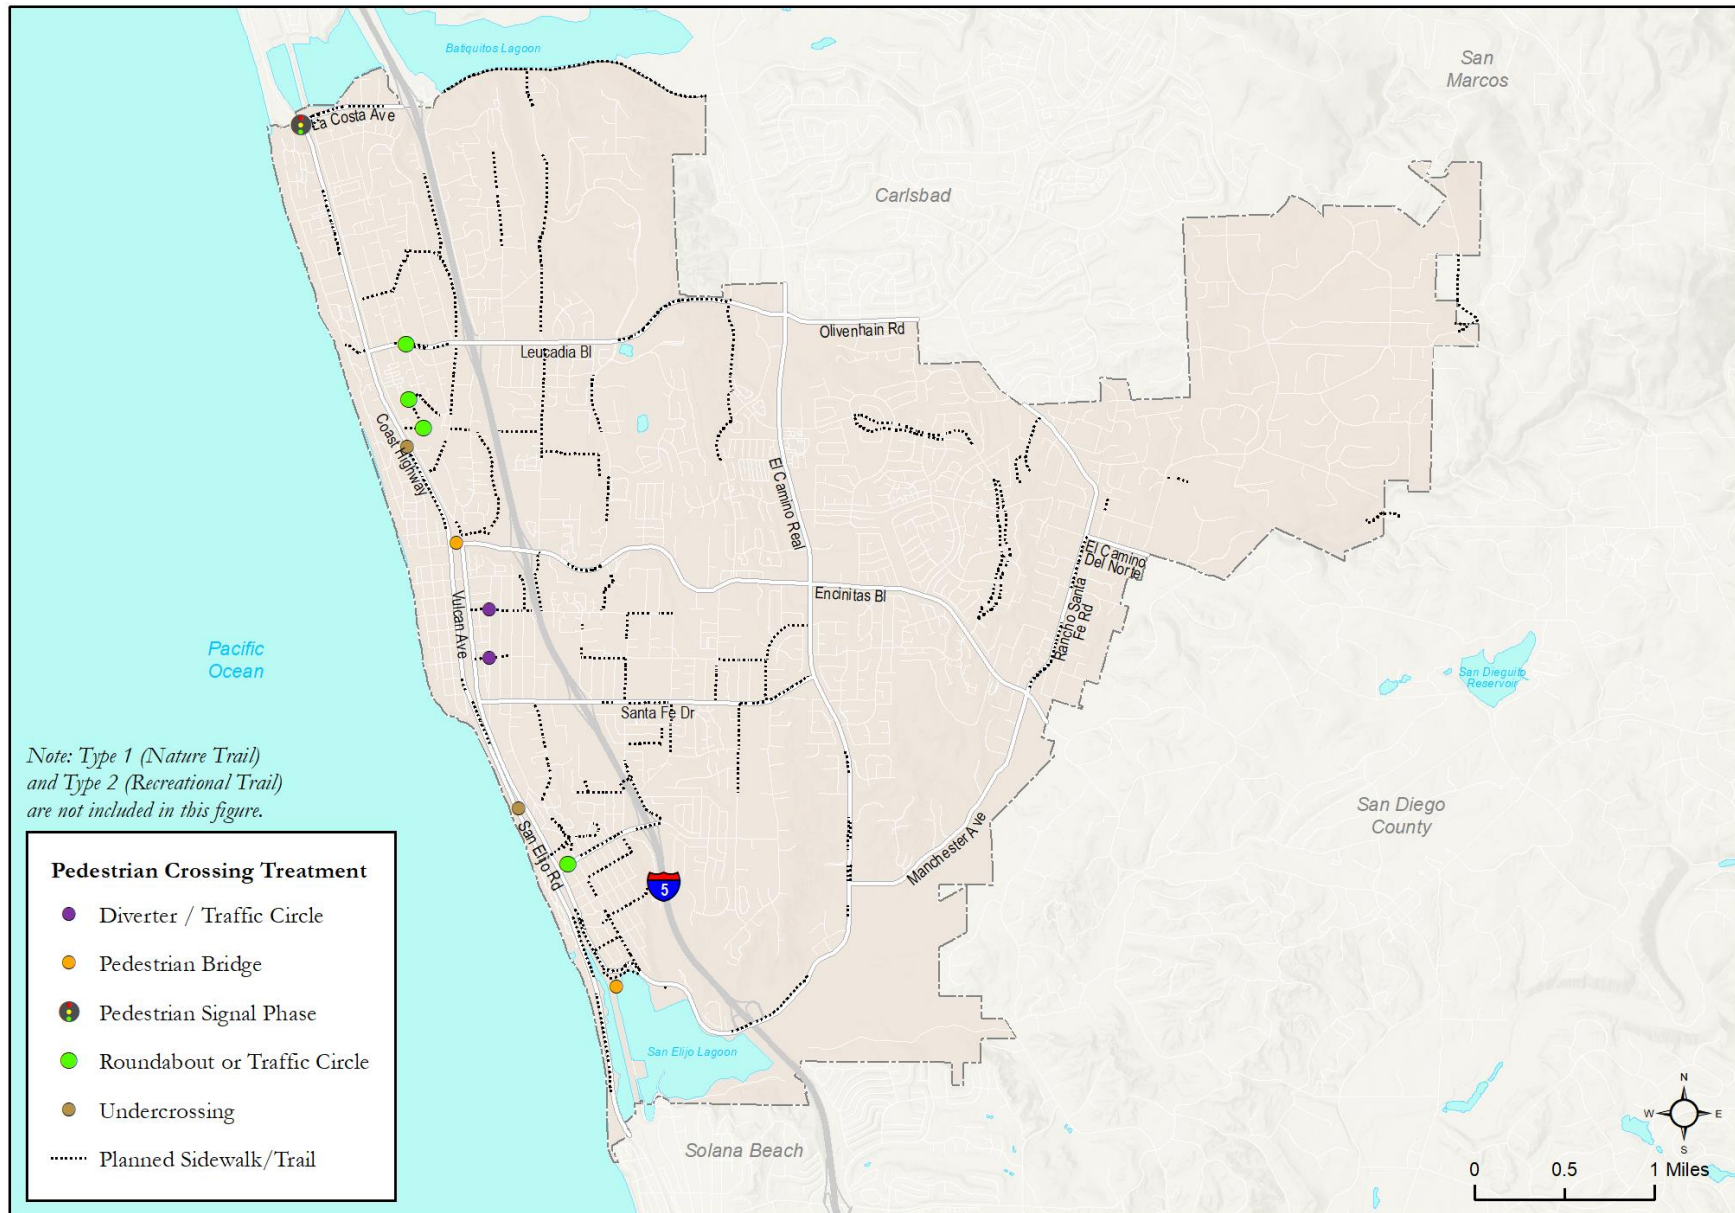 Batiquitos Lagoon
San
Marcos
La Costa Ave
Carlsbad
Olivenhain Rd
Leucadia Bl
Coast Highway
El Camino Real
El Camino
Del Norte
Encinitas Bl
Vulcan Ave
Rancho Santa
Fe Rd
Pacific
Ocean
San Dieguito
Reservoir
Santa Fe Dr
Note: Type 1 (Nature Trail)
and Type 2 (Recreational Trail)
are not included in this figure.
San Diego
County
San Elijo Rd
Manchester Ave
5
Pedestrian Crossing Treatment
Diverter / Traffic Circle
Pedestrian Bridge
Pedestrian Signal Phase
Roundabout or Traffic Circle
Undercrossing
Planned Sidewalk/Trail
San Elijo Lagoon
Solana Beach
N
W E
S
0 0.5 1 Miles